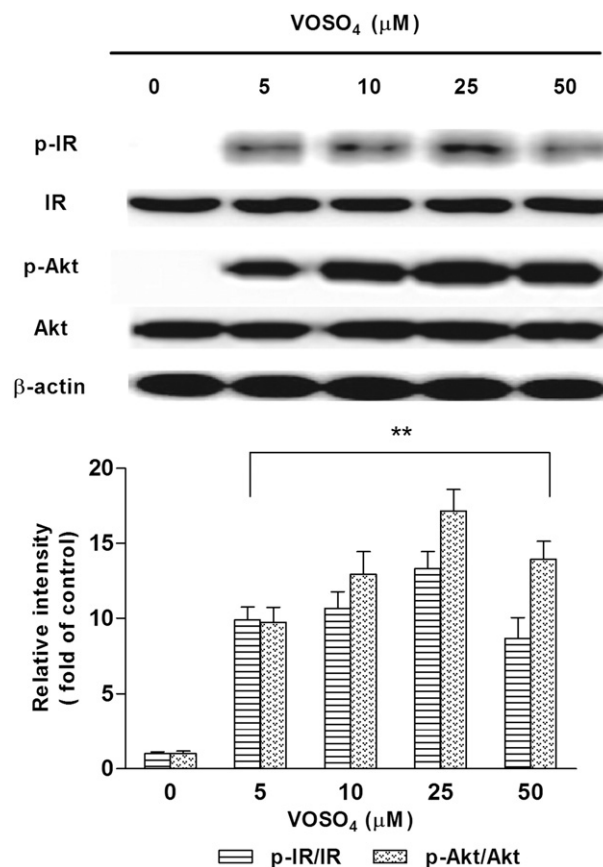 VOSO₄ (μM)
0 5 10 25 50
p-IR
IR
p-Akt
Akt
β-actin
**
20
15
10
5
0
Relative intensity
( fold of control)
0 5 10 25 50
VOSO₄ (μM)
p-IR/IR p-Akt/Akt